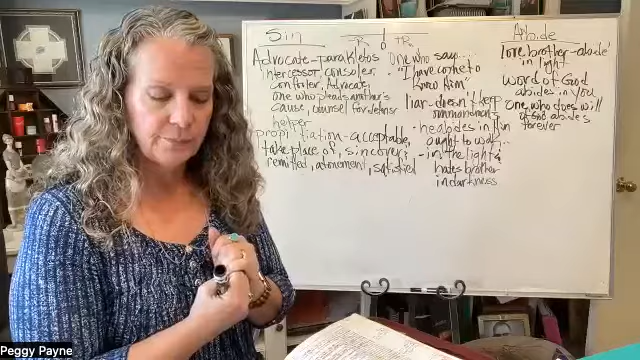 Sin
Advocate-parakletos
intercessor, consoler,
comforter, Advocate
one who pleads another's
cause, counsel for defense
helper
propitiation-acceptable,
take place of, sin cover,
remitted, atonement, satisfied
-R 0 +R
One who say...
- "I have come to
know Him"
liar-doesn't keep
commandments
- he abides in Him
ought to walk...
- in the light &
hates brother
in darkness
Abide
love brother-abide
in light
word of God
abides in you
one who does will
of God abides
forever
Peggy Payne